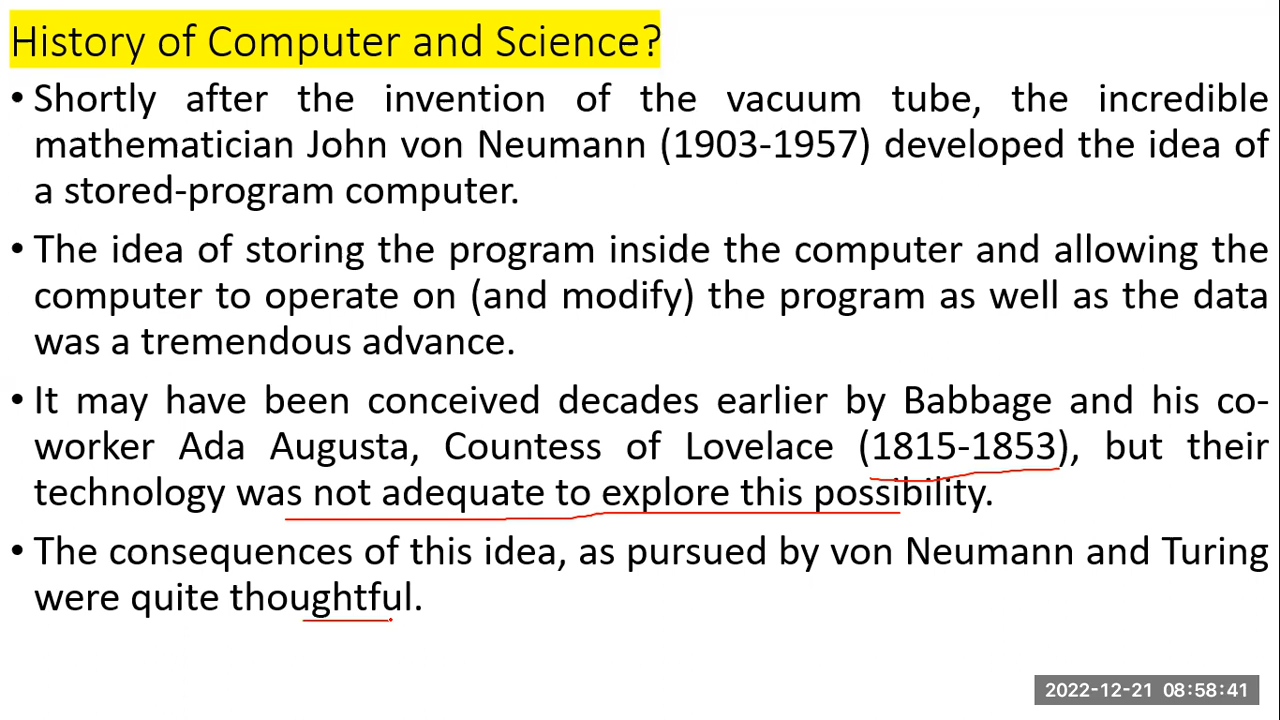 History of Computer and Science?
• Shortly after the invention of the vacuum tube, the incredible
mathematician John von Neumann (1903-1957) developed the idea of
a stored-program computer.
• The idea of storing the program inside the computer and allowing the
computer to operate on (and modify) the program as well as the data
was a tremendous advance.
• It may have been conceived decades earlier by Babbage and his co-
worker Ada Augusta, Countess of Lovelace (1815-1853), but their
technology was not adequate to explore this possibility.
• The consequences of this idea, as pursued by von Neumann and Turing
were quite thoughtful.
2022-12-21 08:58:41